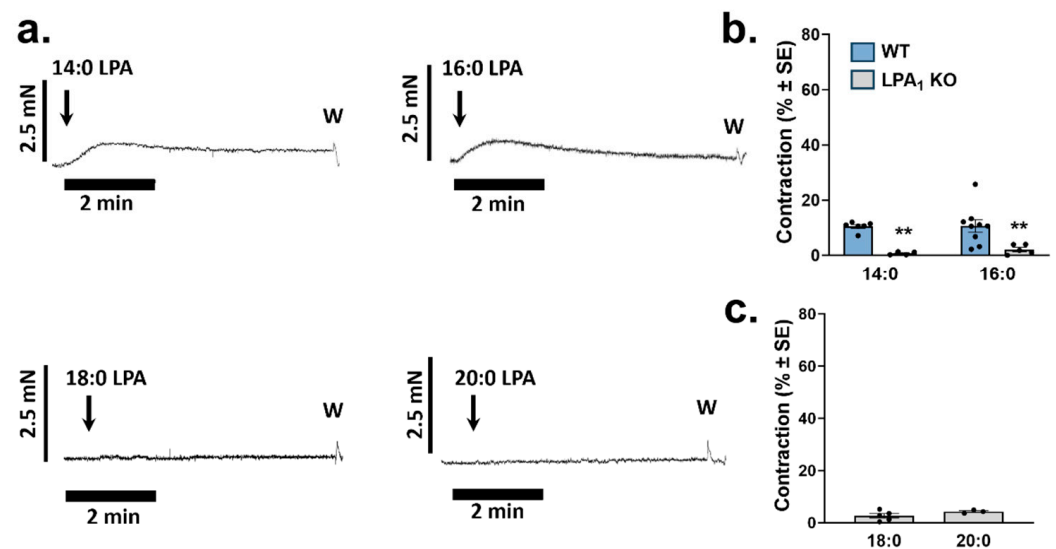 a.
14:0 LPA
2.5 mN
W
2 min
16:0 LPA
2.5 mN
W
2 min
18:0 LPA
2.5 mN
W
2 min
20:0 LPA
2.5 mN
W
2 min
b.
Contraction (% ± SE)
80
60
40
20
0
WT
LPA₁ KO
**
**
14:0
16:0
c.
Contraction (% ± SE)
80
60
40
20
0
18:0
20:0